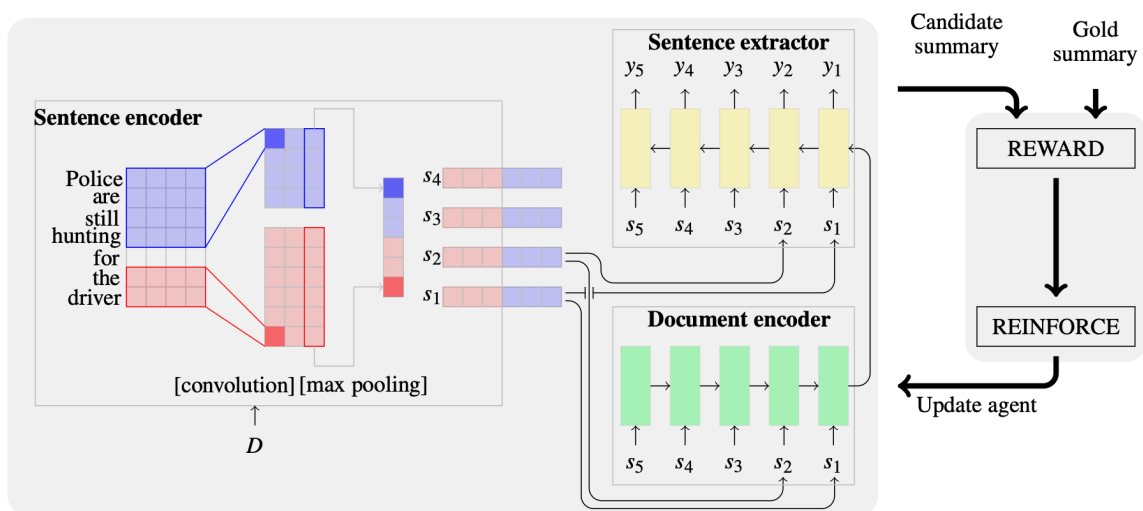 Sentence encoder
Police
are
still
hunting
for
the
driver
[convolution] [max pooling]
D
s4
s3
s2
s1
Sentence extractor
y5 y4 y3 y2 y1
s5 s4 s3 s2 s1
Document encoder
s5 s4 s3 s2 s1
Candidate
summary
Gold
summary
REWARD
REINFORCE
Update agent